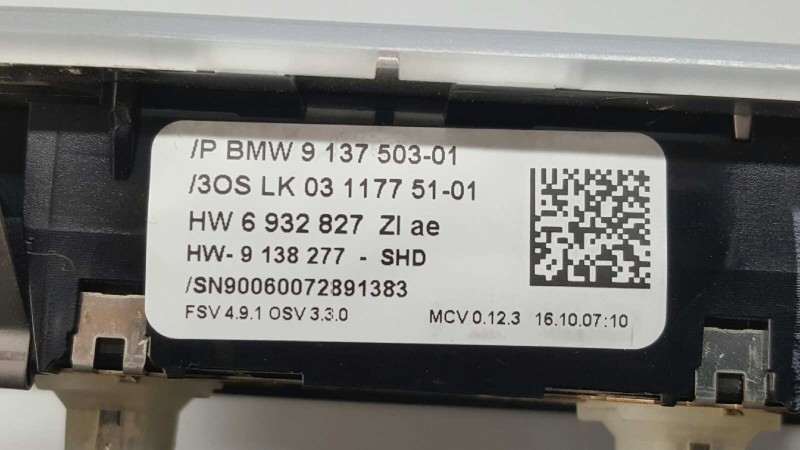 /P BMW 9 137 503-01
/3OS LK 03 1177 51-01
HW 6 932 827 ZI ae
HW- 9 138 277 - SHD
/SN90060072891383
FSV 4.9.1 OSV 3.3.0 MCV 0.12.3 16.10.07:10